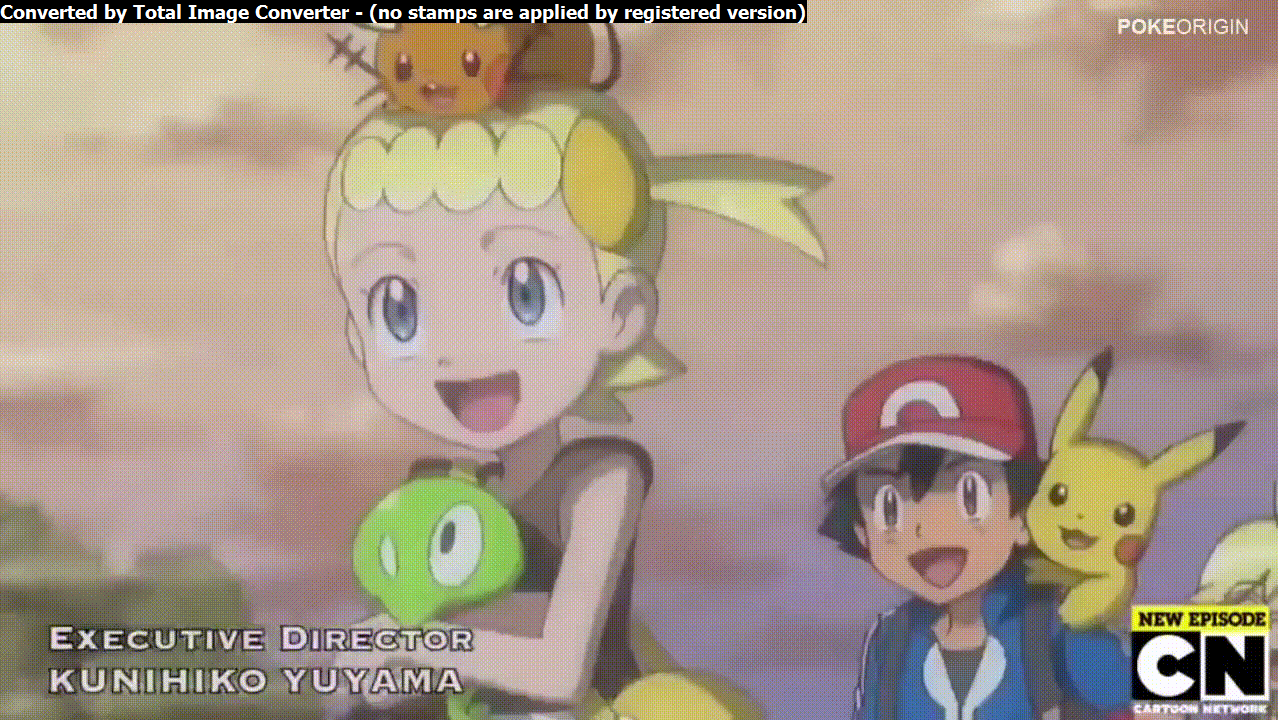 Converted by Total Image Converter - (no stamps are applied by registered version)
POKEORIGIN
EXECUTIVE DIRECTOR
KUNIHIKO YUYAMA
NEW EPISODE
CN
CARTOON NETWORK